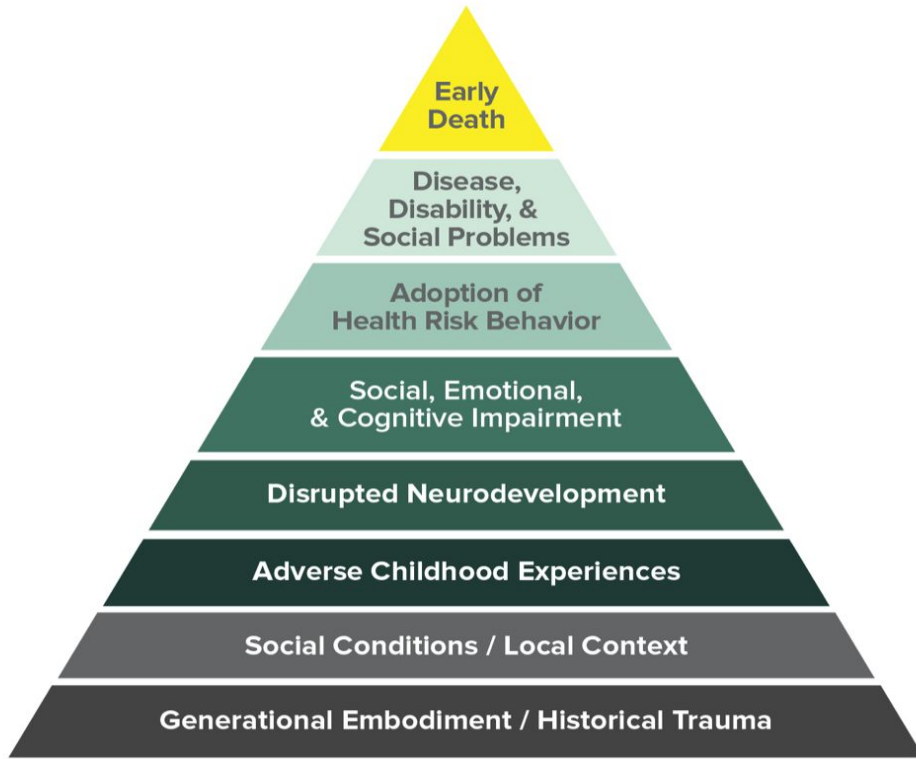 Early
Death
Disease,
Disability, &
Social Problems
Adoption of
Health Risk Behavior
Social, Emotional,
& Cognitive Impairment
Disrupted Neurodevelopment
Adverse Childhood Experiences
Social Conditions / Local Context
Generational Embodiment / Historical Trauma